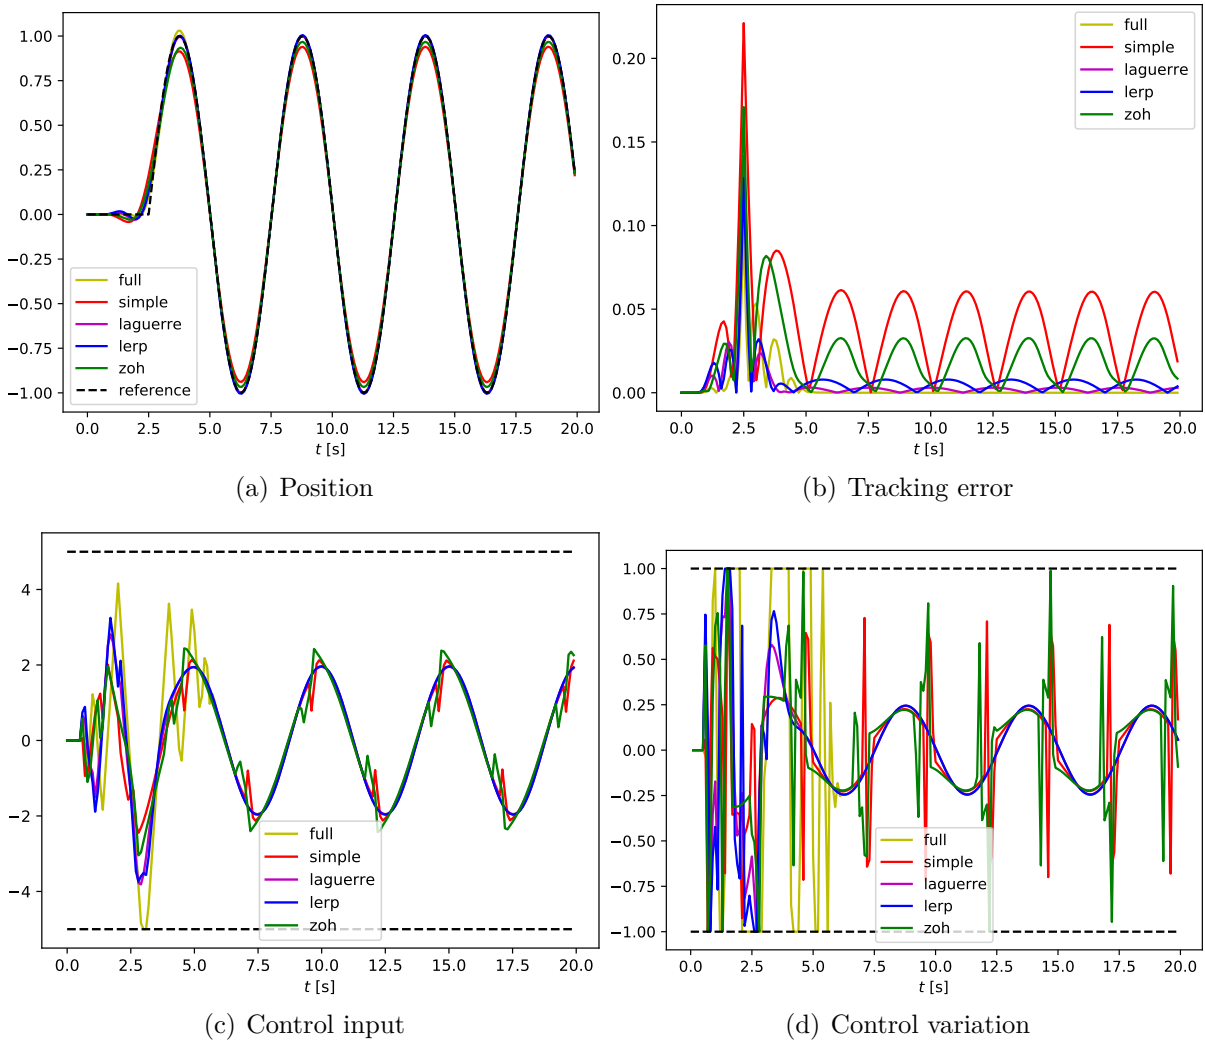 1.00
0.75
0.50
0.25
0.00
−0.25
−0.50
−0.75
−1.00
full
simple
laguerre
lerp
zoh
reference
0.0 2.5 5.0 7.5 10.0 12.5 15.0 17.5 20.0
t [s]
(a) Position
0.20
0.15
0.10
0.05
0.00
full
simple
laguerre
lerp
zoh
0.0 2.5 5.0 7.5 10.0 12.5 15.0 17.5 20.0
t [s]
(b) Tracking error
4
2
0
−2
−4
full
simple
laguerre
lerp
zoh
0.0 2.5 5.0 7.5 10.0 12.5 15.0 17.5 20.0
t [s]
(c) Control input
1.00
0.75
0.50
0.25
0.00
−0.25
−0.50
−0.75
−1.00
full
simple
laguerre
lerp
zoh
0.0 2.5 5.0 7.5 10.0 12.5 15.0 17.5 20.0
t [s]
(d) Control variation